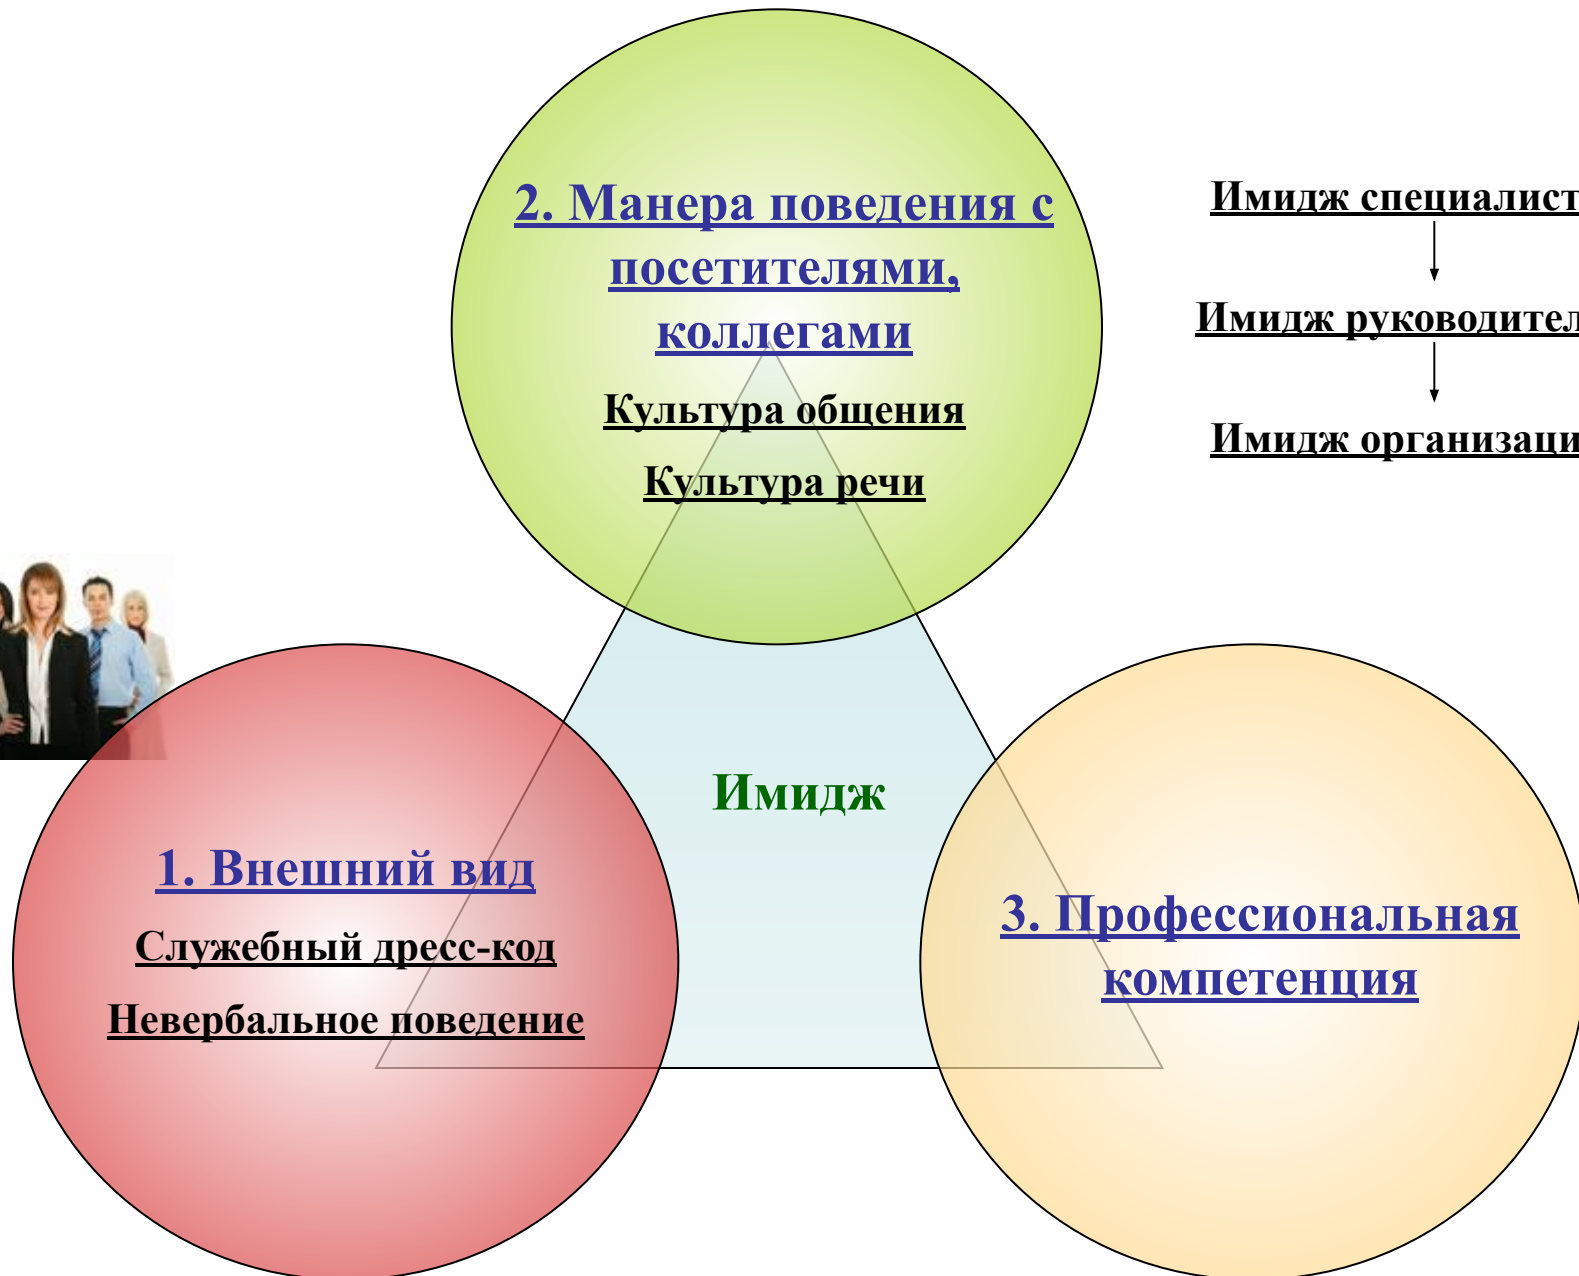 2. Манера поведения с
посетителями,
коллегами
Культура общения
Культура речи
Имидж специалист
Имидж руководител
Имидж организаци
Имидж
1. Внешний вид
Служебный дресс-код
Невербальное поведение
3. Профессиональная
компетенция